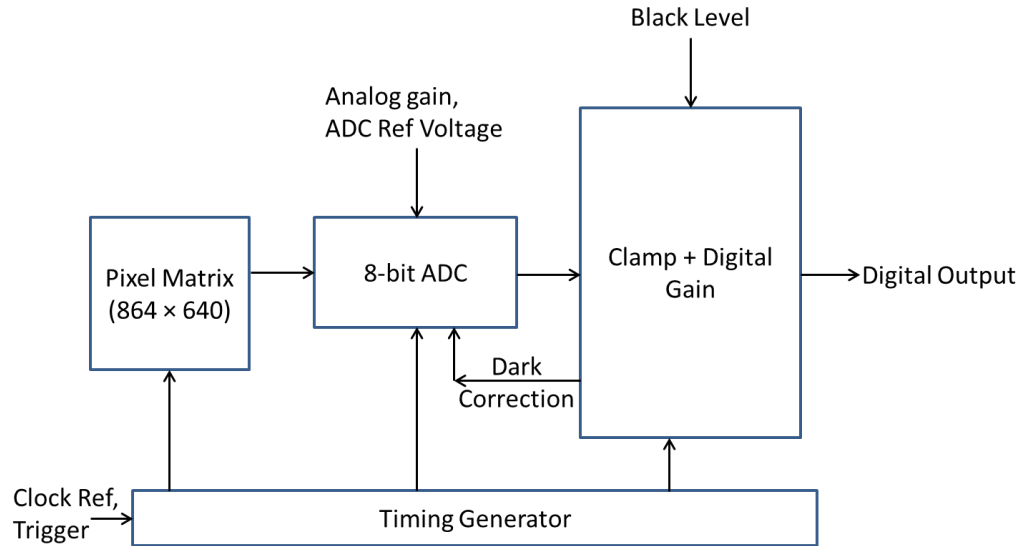 Black Level
Analog gain,
ADC Ref Voltage
Pixel Matrix
(864 × 640)
8-bit ADC
Clamp + Digital
Gain
Digital Output
Dark
Correction
Clock Ref,
Trigger
Timing Generator